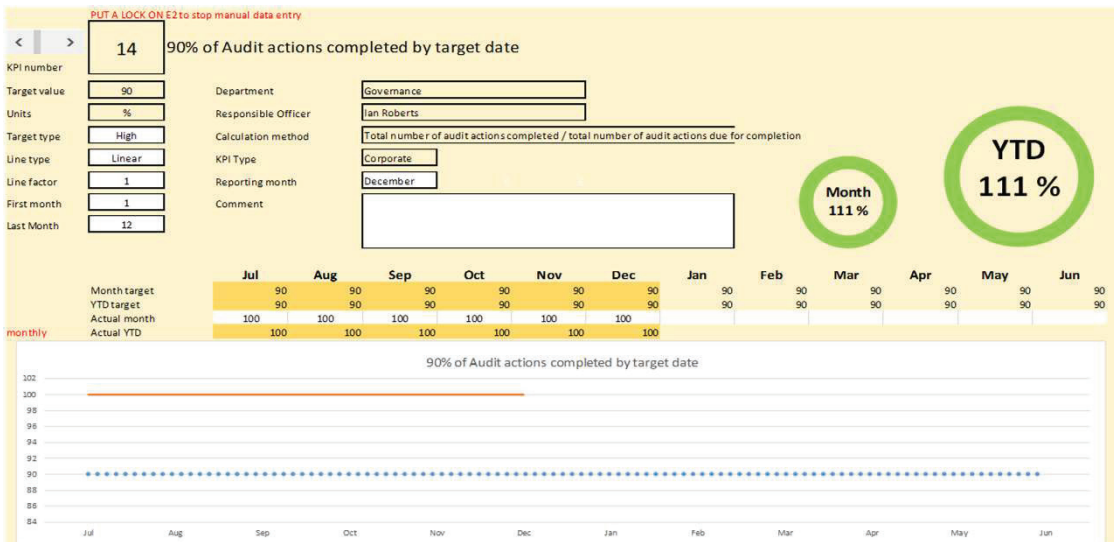 PUT A LOCK ON E2 to stop manual data entry
< >
14
90% of Audit actions completed by target date
KPI number
Target value 90 Department Governance
Units % Responsible Officer Ian Roberts
Target type High Calculation method Total number of audit actions completed / total number of audit actions due for completion
Line type Linear KPI Type Corporate
Line factor 1 Reporting month December
First month 1 Comment
Last Month 12
Month
111 %
YTD
111 %
Jul Aug Sep Oct Nov Dec Jan Feb Mar Apr May Jun
Month target 90 90 90 90 90 90 90 90 90 90 90 90
YTD target 90 90 90 90 90 90 90 90 90 90 90 90
Actual month 100 100 100 100 100 100
monthly Actual YTD 100 100 100 100 100 100
90% of Audit actions completed by target date
102
100
98
96
94
92
90
88
86
84
Jul Aug Sep Oct Nov Dec Jan Feb Mar Apr May Jun